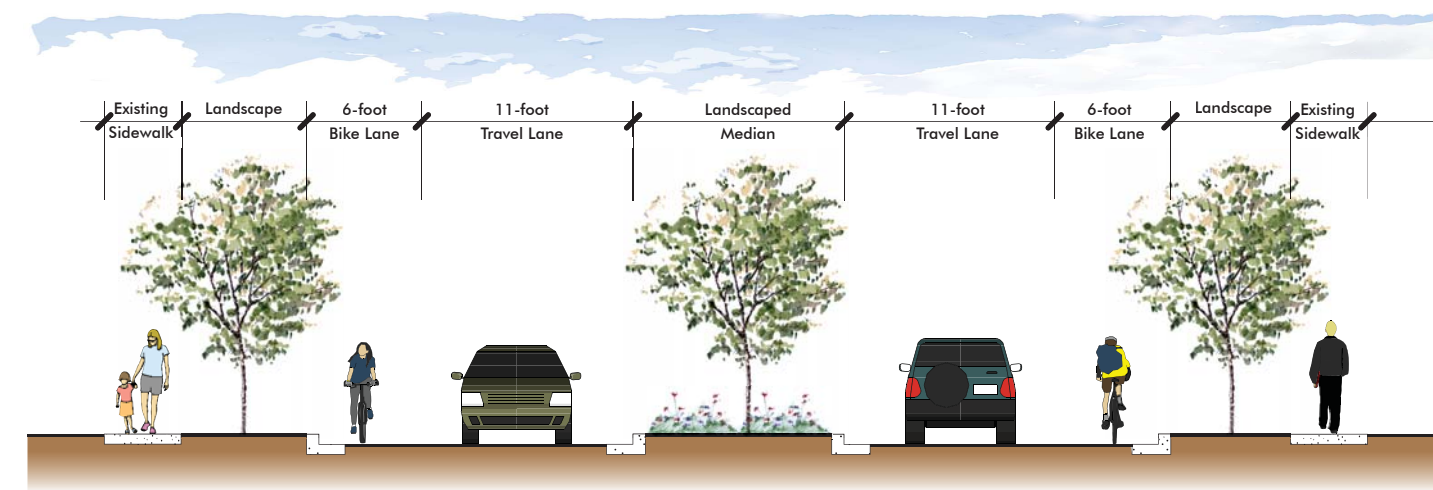 Existing
Sidewalk
Landscape
6-foot
Bike Lane
11-foot
Travel Lane
Landscaped
Median
11-foot
Travel Lane
6-foot
Bike Lane
Landscape
Existing
Sidewalk